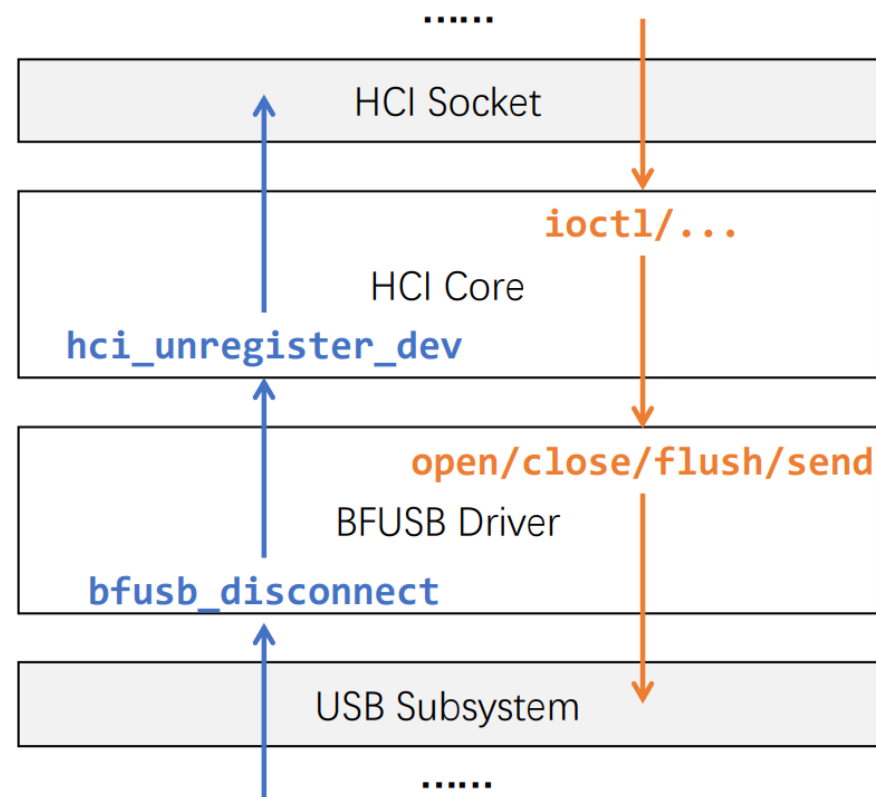 ……
HCI Socket
ioctl/...
HCI Core
hci_unregister_dev
open/close/flush/send
BFUSB Driver
bfusb_disconnect
USB Subsystem
……